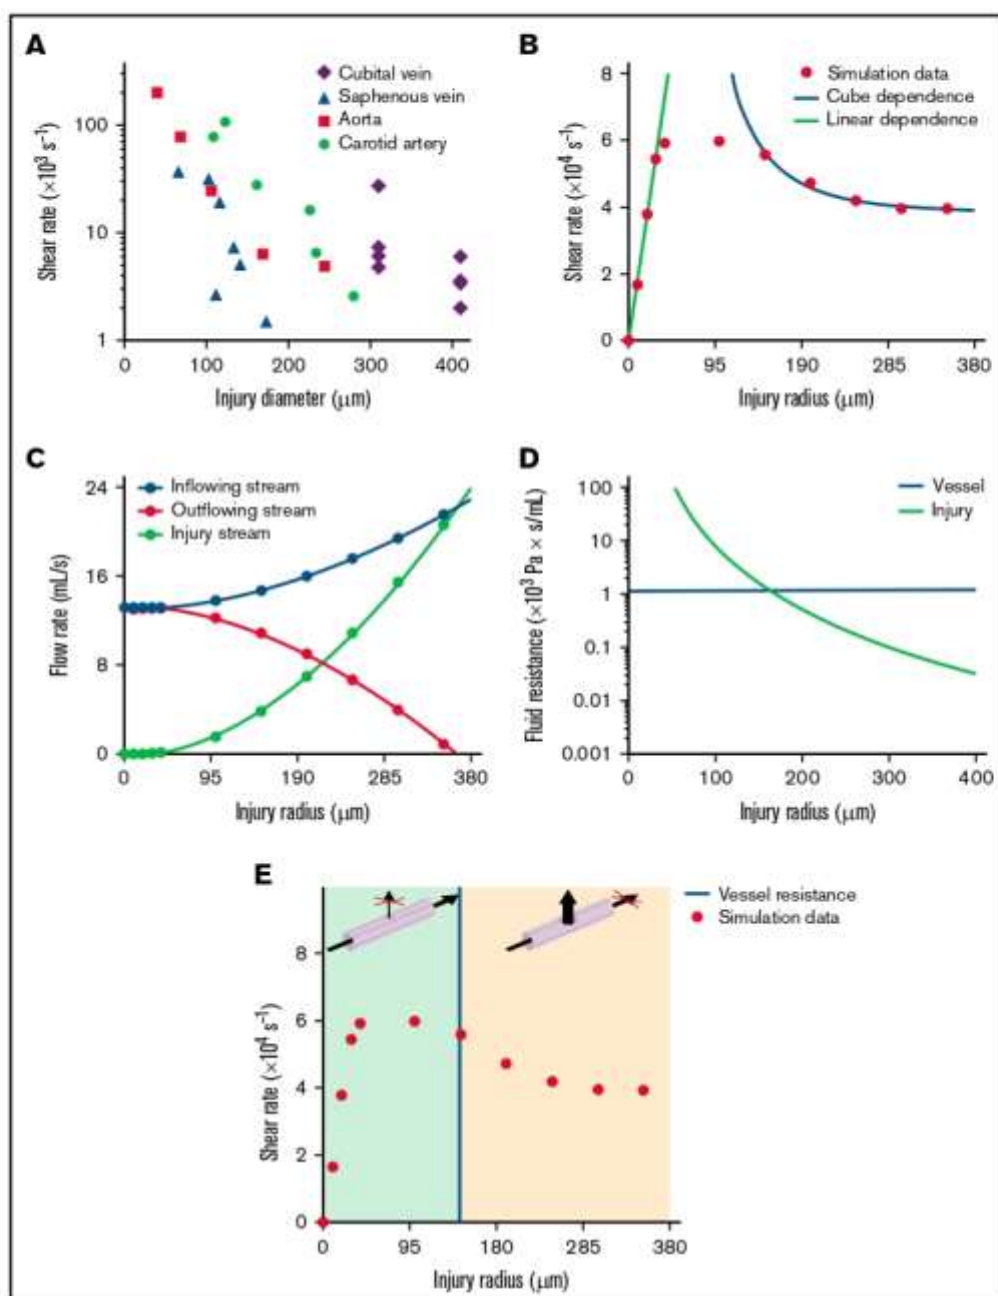 A
Cubital vein
Saphenous vein
Aorta
Carotid artery
Shear rate (×10³ s⁻¹)
100
10
1
0 100 200 300 400
Injury diameter (μm)
B
Simulation data
Cube dependence
Linear dependence
Shear rate (×10⁴ s⁻¹)
8
6
4
2
0
0 95 190 285 380
Injury radius (μm)
C
Inflowing stream
Outflowing stream
Injury stream
Flow rate (mL/s)
24
16
8
0
0 95 190 285 380
Injury radius (μm)
D
Vessel
Injury
Fluid resistance (×10³ Pa × s/mL)
100
10
1
0.1
0.01
0.001
0 100 200 300 400
Injury radius (μm)
E
Vessel resistance
Simulation data
Shear rate (×10⁴ s⁻¹)
8
6
4
2
0
0 95 180 285 380
Injury radius (μm)